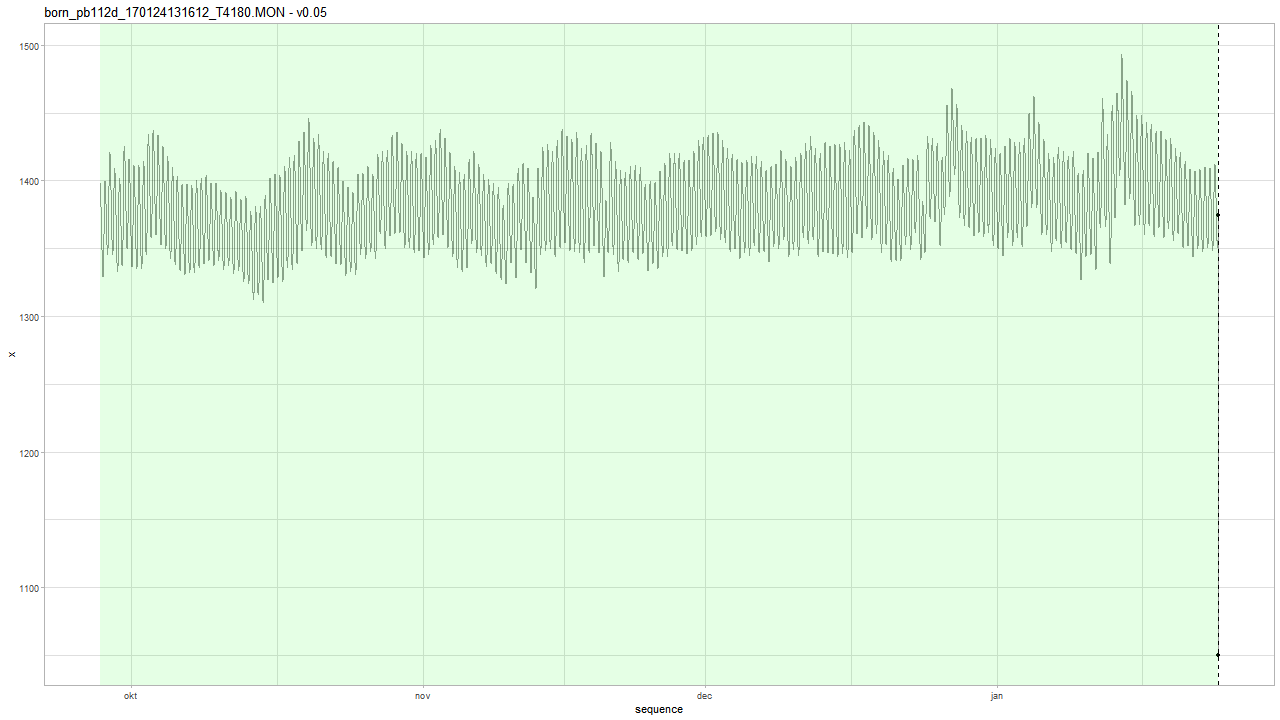 born_pb112d_170124131612_T4180.MON - v0.05
1500
1400
1300
1200
1100
x
okt nov dec jan
sequence